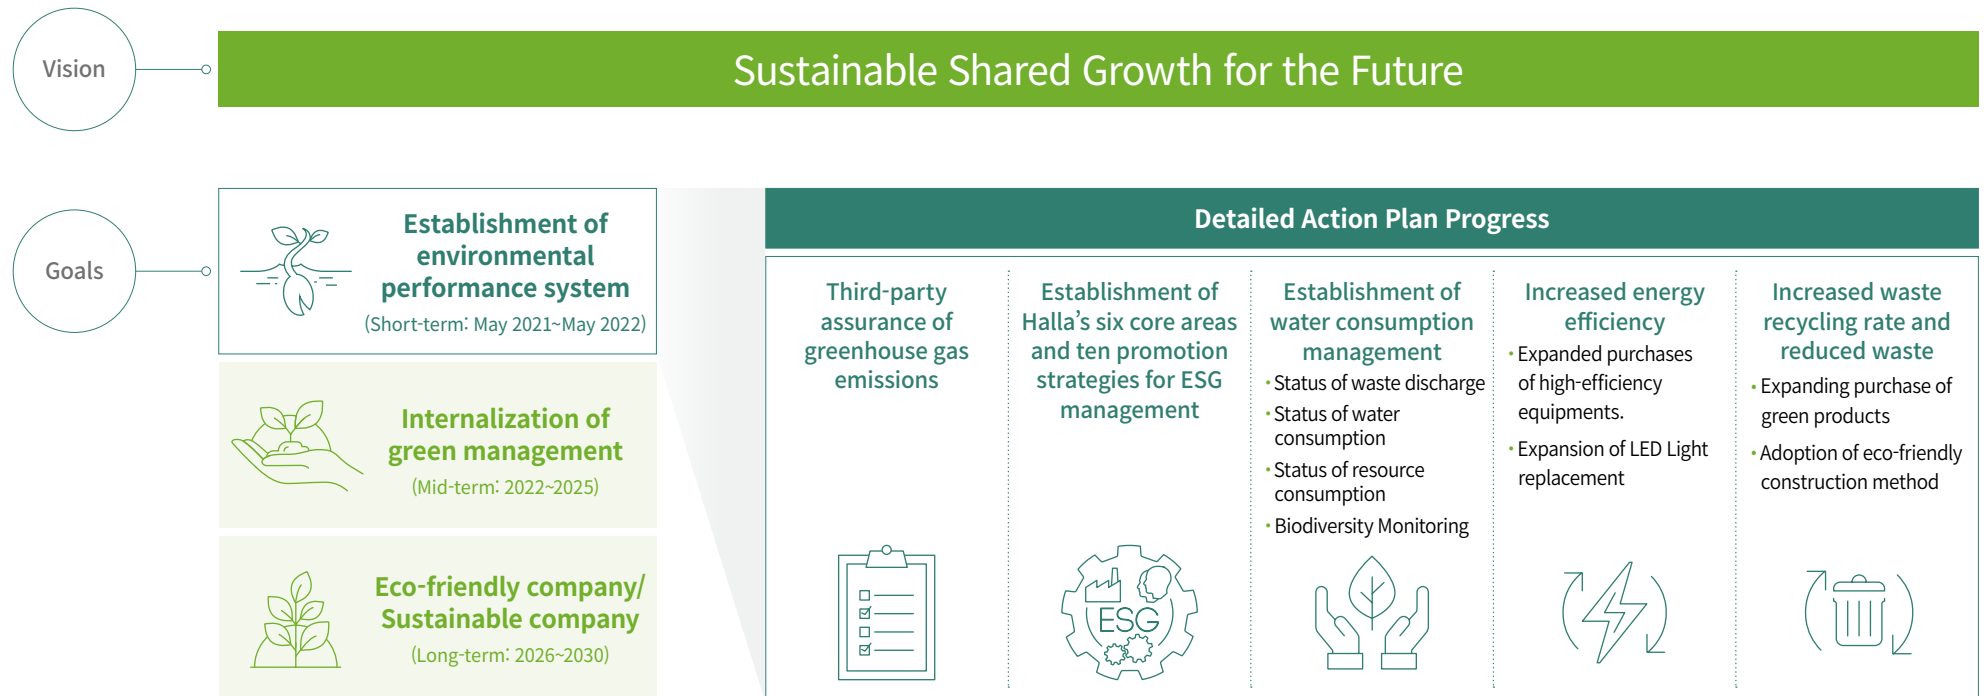 Vision
Sustainable Shared Growth for the Future
Goals
Establishment of
environmental
performance system
(Short-term: May 2021~May 2022)
Internalization of
green management
(Mid-term: 2022~2025)
Eco-friendly company/
Sustainable company
(Long-term: 2026~2030)
Detailed Action Plan Progress
Third-party
assurance of
greenhouse gas
emissions
Establishment of
Halla’s six core areas
and ten promotion
strategies for ESG
management
ESG
Establishment of
water consumption
management
• Status of waste discharge
• Status of water
consumption
• Status of resource
consumption
• Biodiversity Monitoring
Increased energy
efficiency
• Expanded purchases
of high-efficiency
equipments.
• Expansion of LED Light
replacement
Increased waste
recycling rate and
reduced waste
• Expanding purchase of
green products
• Adoption of eco-friendly
construction method